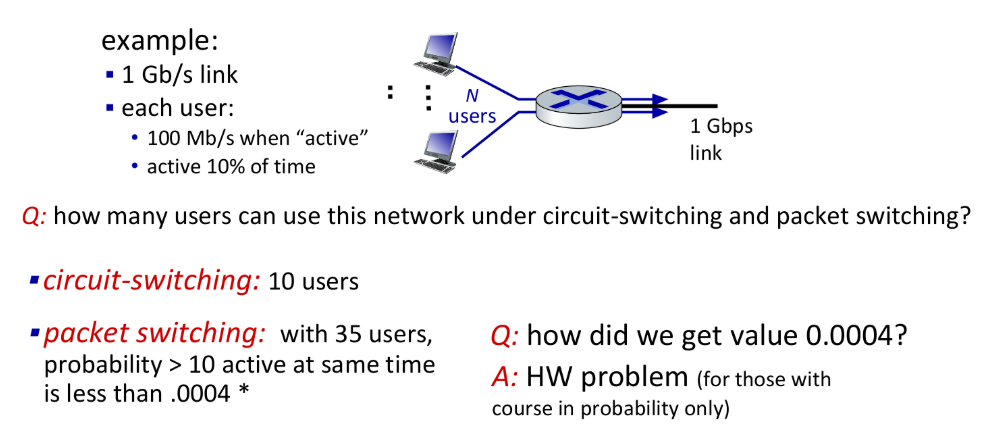 example:
▪ 1 Gb/s link
▪ each user:
• 100 Mb/s when “active”
• active 10% of time
N
users
1 Gbps
link
Q: how many users can use this network under circuit-switching and packet switching?
▪ circuit-switching: 10 users
▪ packet switching: with 35 users,
probability > 10 active at same time
is less than .0004 *
Q: how did we get value 0.0004?
A: HW problem (for those with
course in probability only)